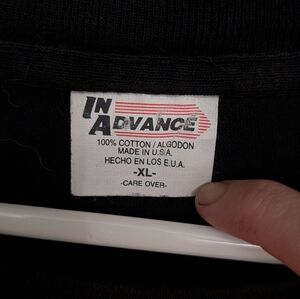 IN
ADVANCE
100% COTTON / ALGODON
MADE IN U.S.A.
HECHO EN LOS E.U.A.
-XL-
-CARE OVER-